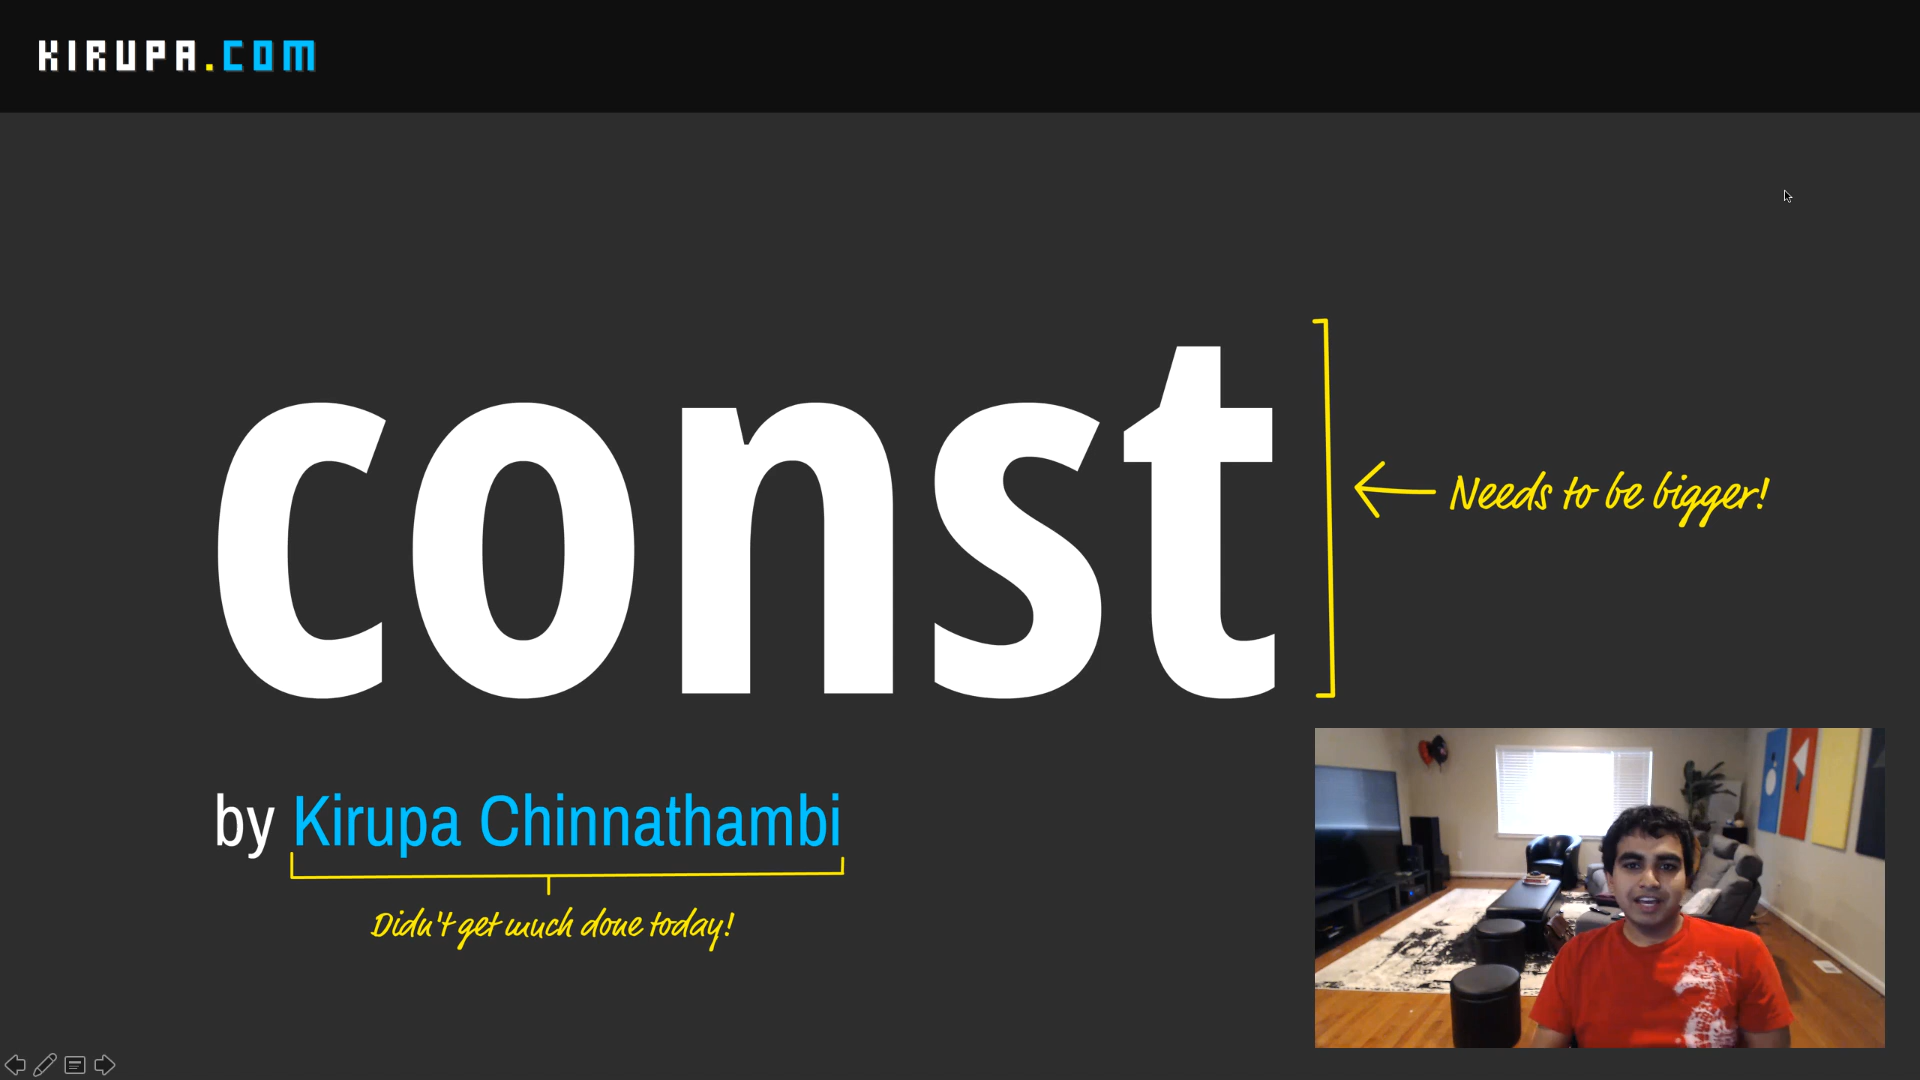 KIRUPA.COM
const
Needs to be bigger!
by Kirupa Chinnathambi
Didn't get much done today!